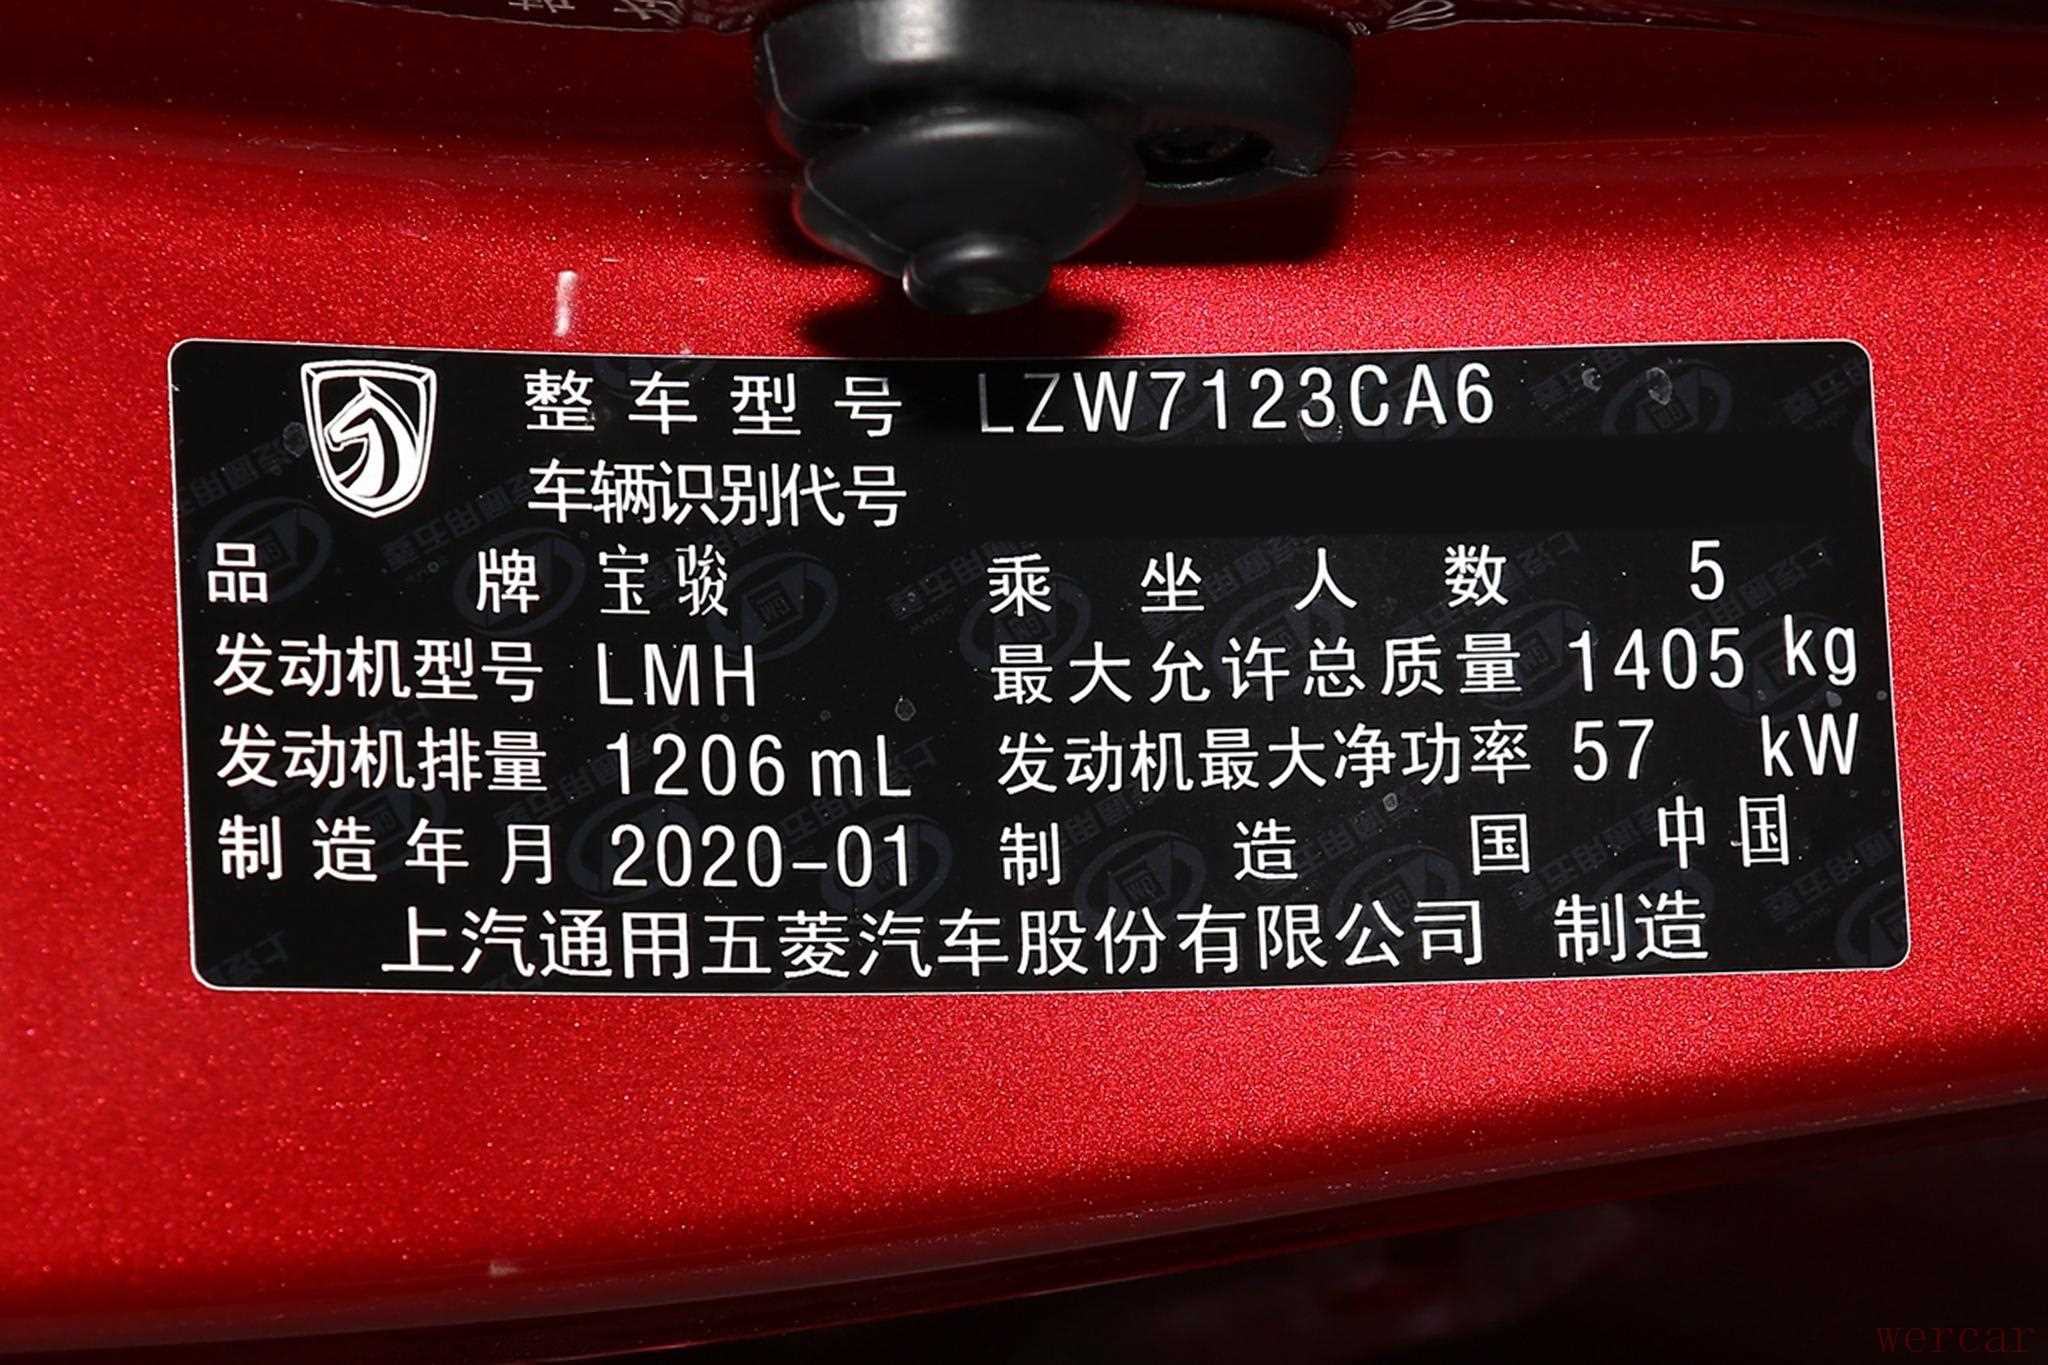 整车型号 LZW7123CA6
车辆识别代号
品牌 宝骏 乘坐人数 5
发动机型号 LMH 最大允许总质量 1405 kg
发动机排量 1206 mL 发动机最大净功率 57 kW
制造年月 2020-01 制造国 中国
上汽通用五菱汽车股份有限公司 制造
wercar